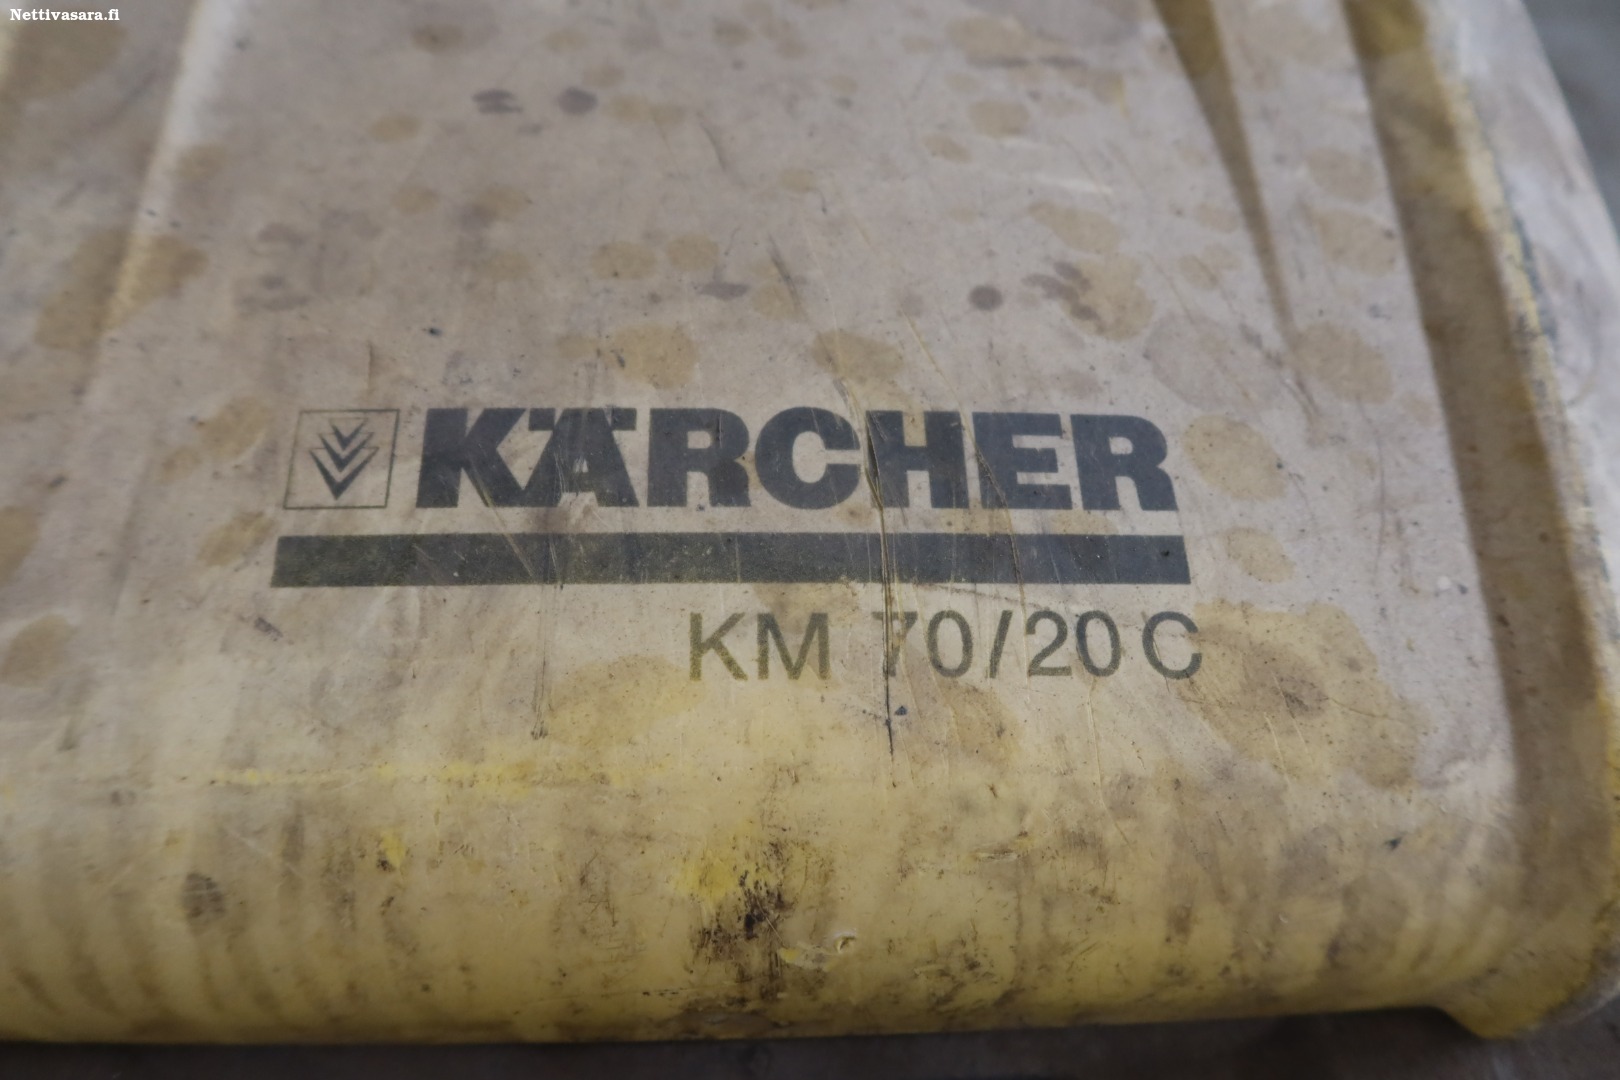 Nettivasara.fi
KÄRCHER
KM 70/20 C